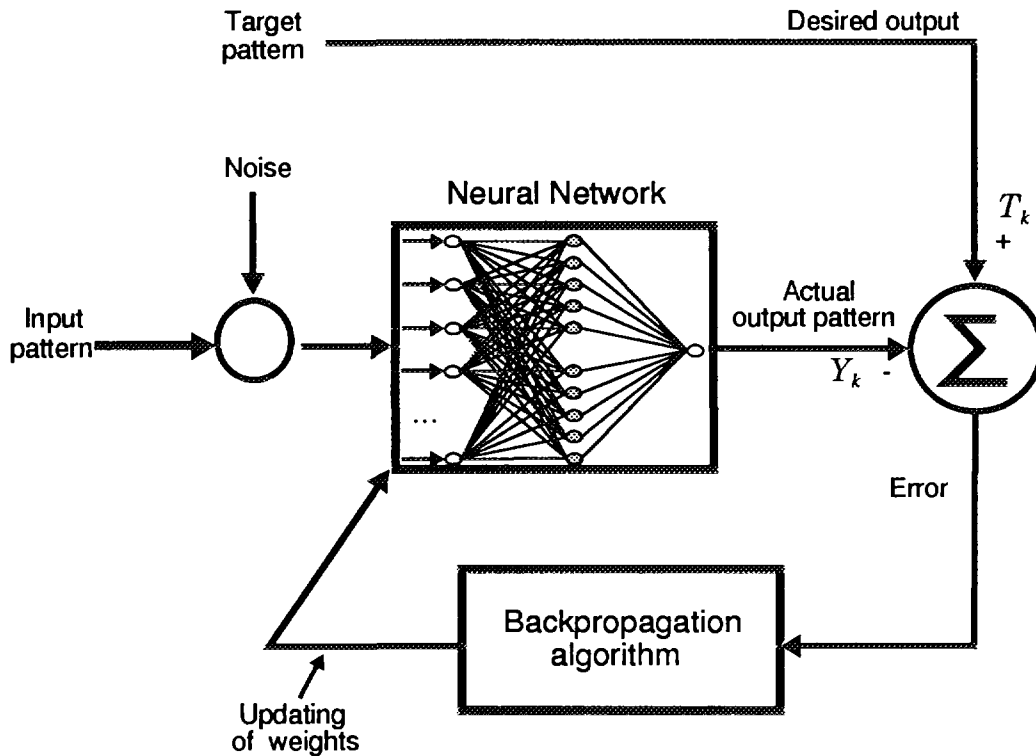 Target
pattern
Desired output
Noise
Neural Network
T_k
+
Input
pattern
Actual
output pattern
Y_k -
Σ
...
Error
Backpropagation
algorithm
Updating
of weights